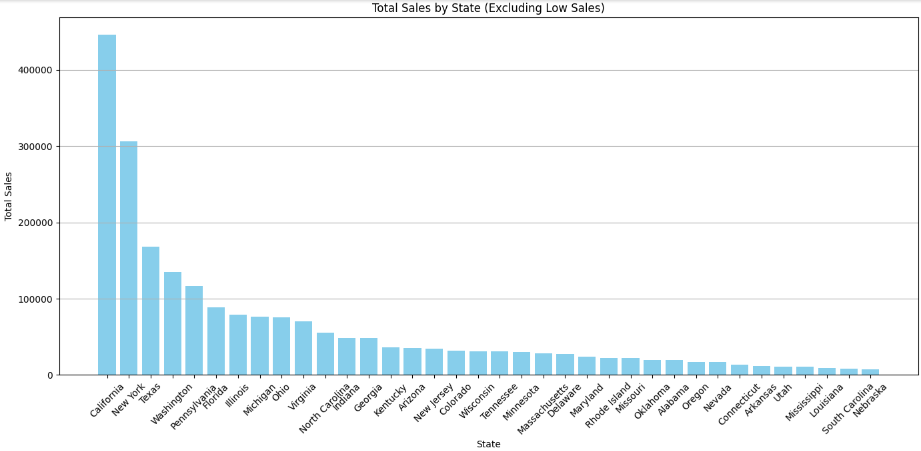 Total Sales by State (Excluding Low Sales)
400000
300000
200000
100000
0
Total Sales
California
New York
Texas
Washington
Pennsylvania
Florida
Illinois
Michigan
Ohio
Virginia
North Carolina
Indiana
Georgia
Kentucky
Arizona
New Jersey
Colorado
Wisconsin
Tennessee
Minnesota
Massachusetts
Delaware
Maryland
Rhode Island
Missouri
Oklahoma
Alabama
Oregon
Nevada
Connecticut
Arkansas
Utah
Mississippi
Louisiana
South Carolina
Nebraska
State